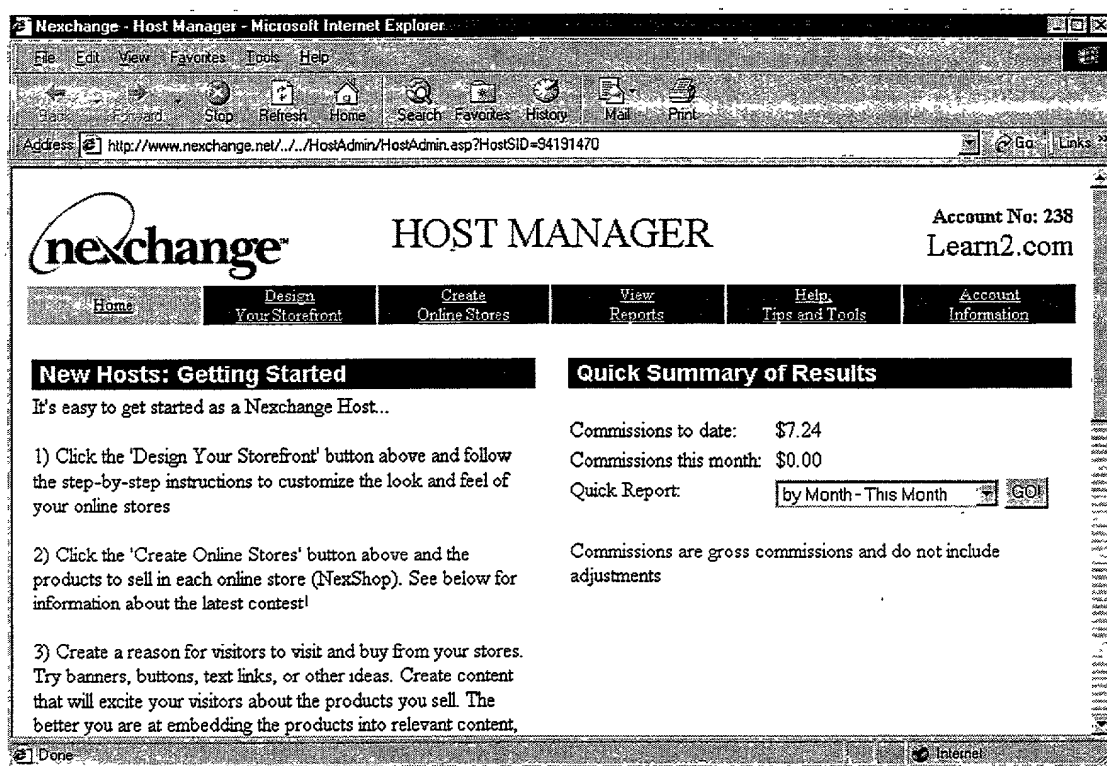 Nexchange - Host Manager - Microsoft Internet Explorer
File Edit View Favorites Tools Help
Back Forward Stop Refresh Home Search Favorites History Mail Print
Address http://www.nexchange.net/../../HostAdmin/HostAdmin.asp?HostSID=94191470 Go Links »
nexchange™
HOST MANAGER
Account No: 238
Learn2.com
Home
Design
Your Storefront
Create
Online Stores
View
Reports
Help,
Tips and Tools
Account
Information
New Hosts: Getting Started
It's easy to get started as a Nexchange Host...
1) Click the 'Design Your Storefront' button above and follow
the step-by-step instructions to customize the look and feel of
your online stores
2) Click the 'Create Online Stores' button above and the
products to sell in each online store (NexShop). See below for
information about the latest contest!
3) Create a reason for visitors to visit and buy from your stores.
Try banners, buttons, text links, or other ideas. Create content
that will excite your visitors about the products you sell. The
better you are at embedding the products into relevant content,
Quick Summary of Results
Commissions to date: $7.24
Commissions this month: $0.00
Quick Report: by Month - This Month GO!
Commissions are gross commissions and do not include
adjustments
Done
Internet